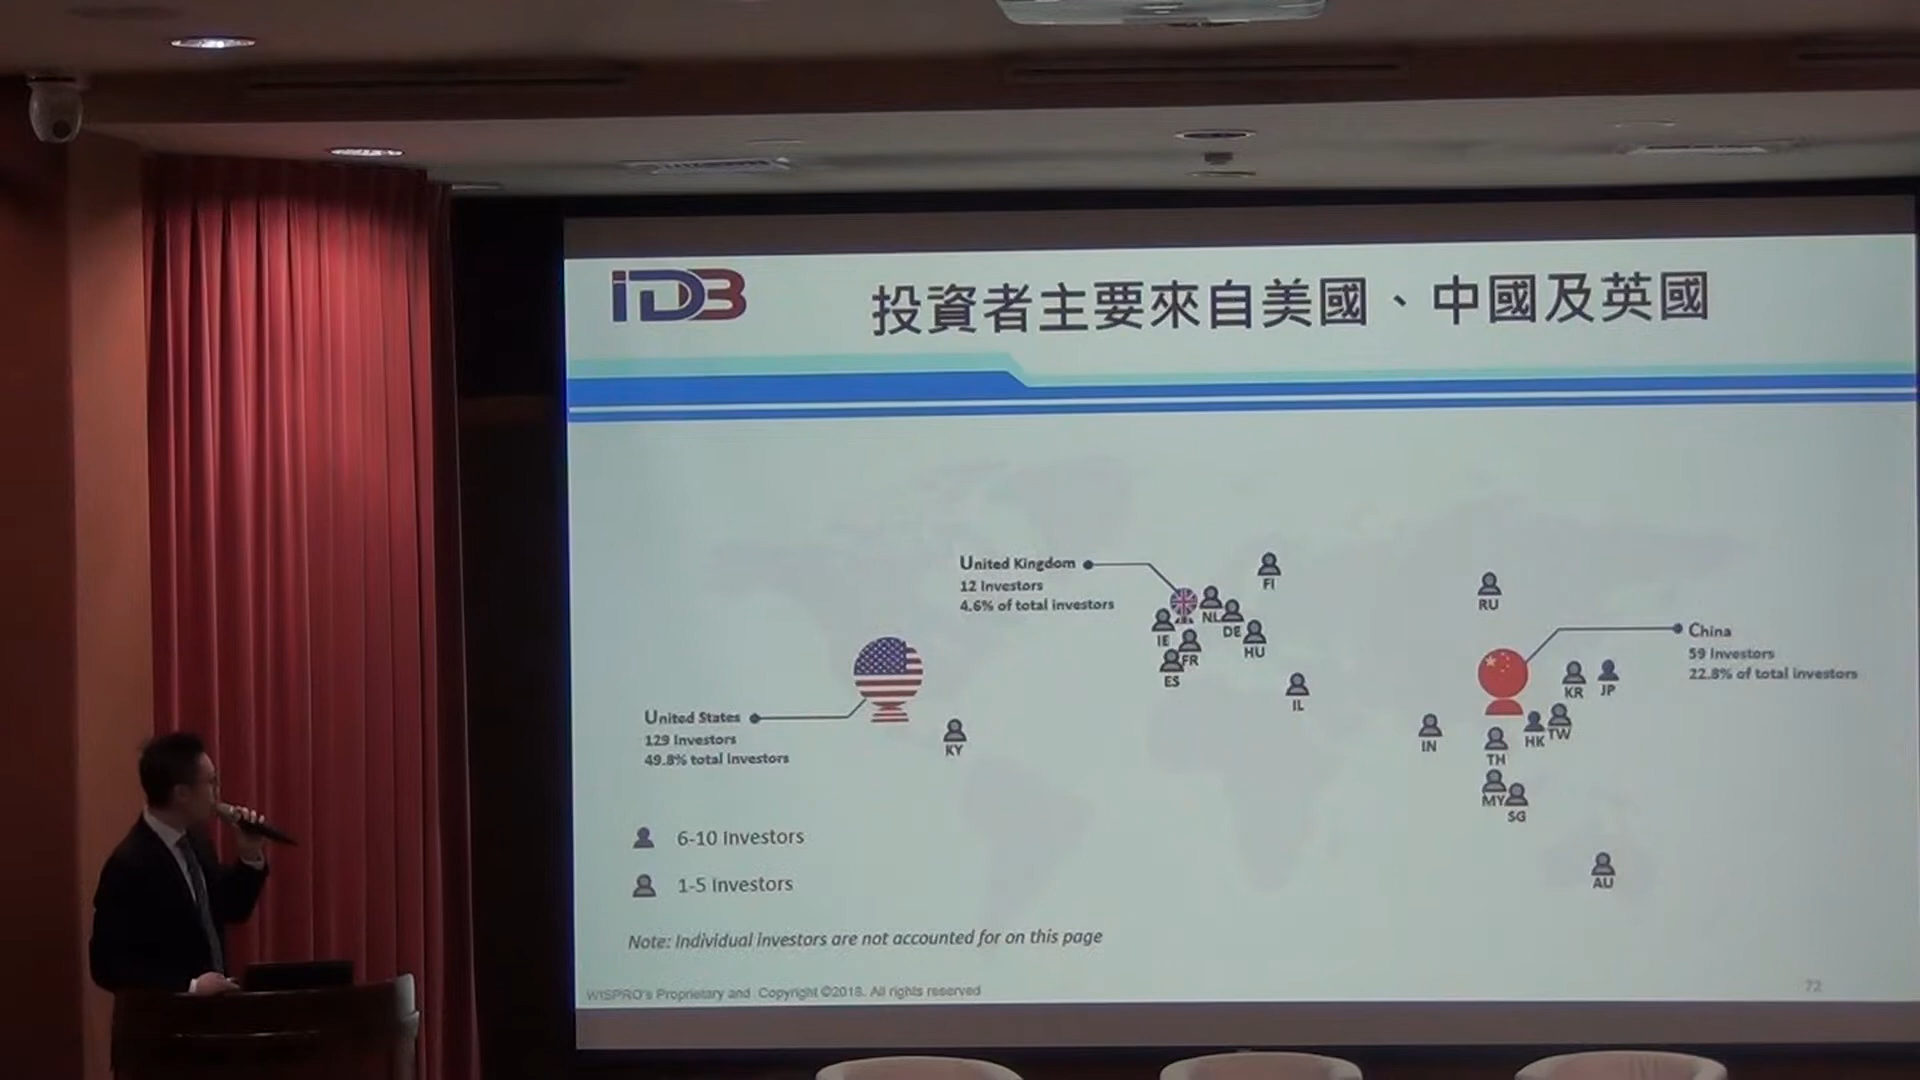 IDB
投資者主要來自美國、中國及英國
United Kingdom
12 Investors
4.6% of total investors
FI
RU
NL
IE
DE
HU
FR
ES
IL
China
59 Investors
22.8% of total investors
KR
JP
United States
129 Investors
49.8% total Investors
KY
IN
HK
TW
TH
MY
SG
AU
6-10 Investors
1-5 Investors
Note: Individual investors are not accounted for on this page
WISPRO's Proprietary and Copyright ©2018. All rights reserved
72